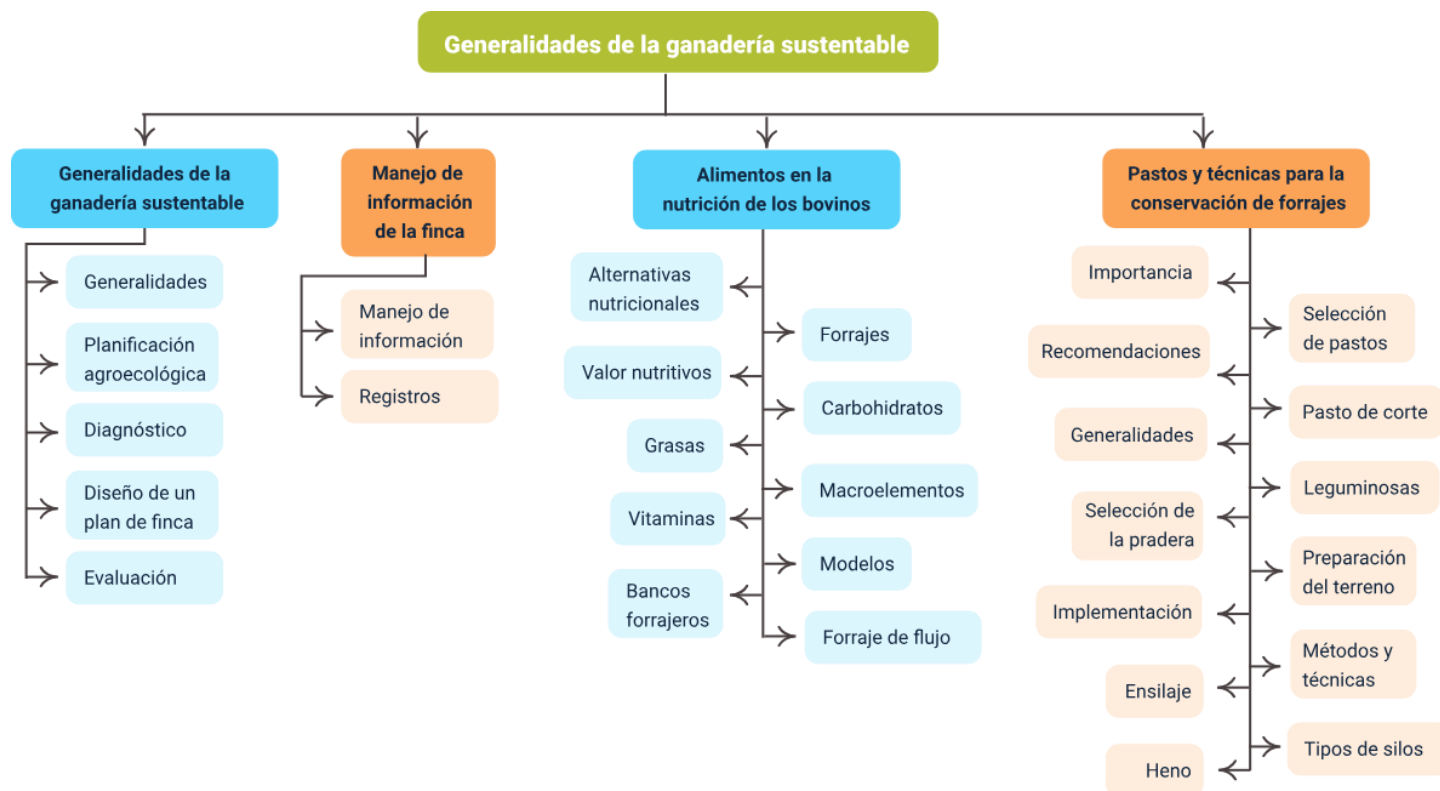 Generalidades de la ganadería sustentable
Generalidades de la
ganadería sustentable
Generalidades
Planificación
agroecológica
Diagnóstico
Diseño de un
plan de finca
Evaluación
Manejo de
información
de la finca
Manejo de
información
Registros
Alimentos en la
nutrición de los bovinos
Alternativas
nutricionales
Forrajes
Valor nutritivos
Carbohidratos
Grasas
Macroelementos
Vitaminas
Modelos
Bancos
forrajeros
Forraje de flujo
Pastos y técnicas para la
conservación de forrajes
Importancia
Selección
de pastos
Recomendaciones
Pasto de corte
Generalidades
Leguminosas
Selección de
la pradera
Preparación
del terreno
Implementación
Métodos y
técnicas
Ensilaje
Tipos de silos
Heno